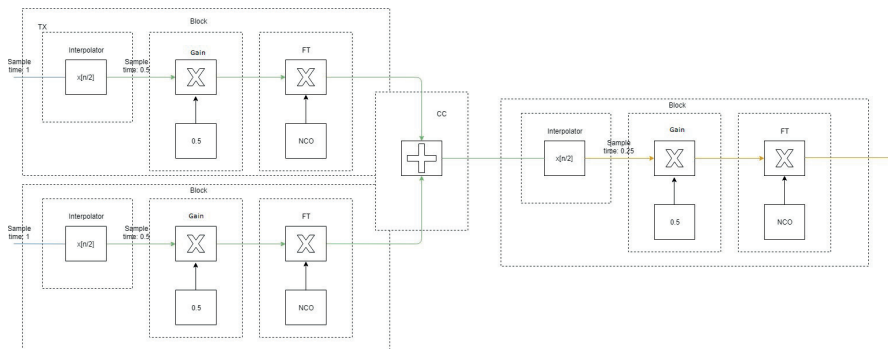 Block
TX
Interpolator
Gain
FT
Sample
time: 1
x[n/2]
Sample
time: 0.5
0.5
NCO
CC
Block
Interpolator
Gain
FT
Sample
time: 1
x[n/2]
Sample
time: 0.5
0.5
NCO
Block
Interpolator
Gain
FT
x[n/2]
Sample
time: 0.25
0.5
NCO